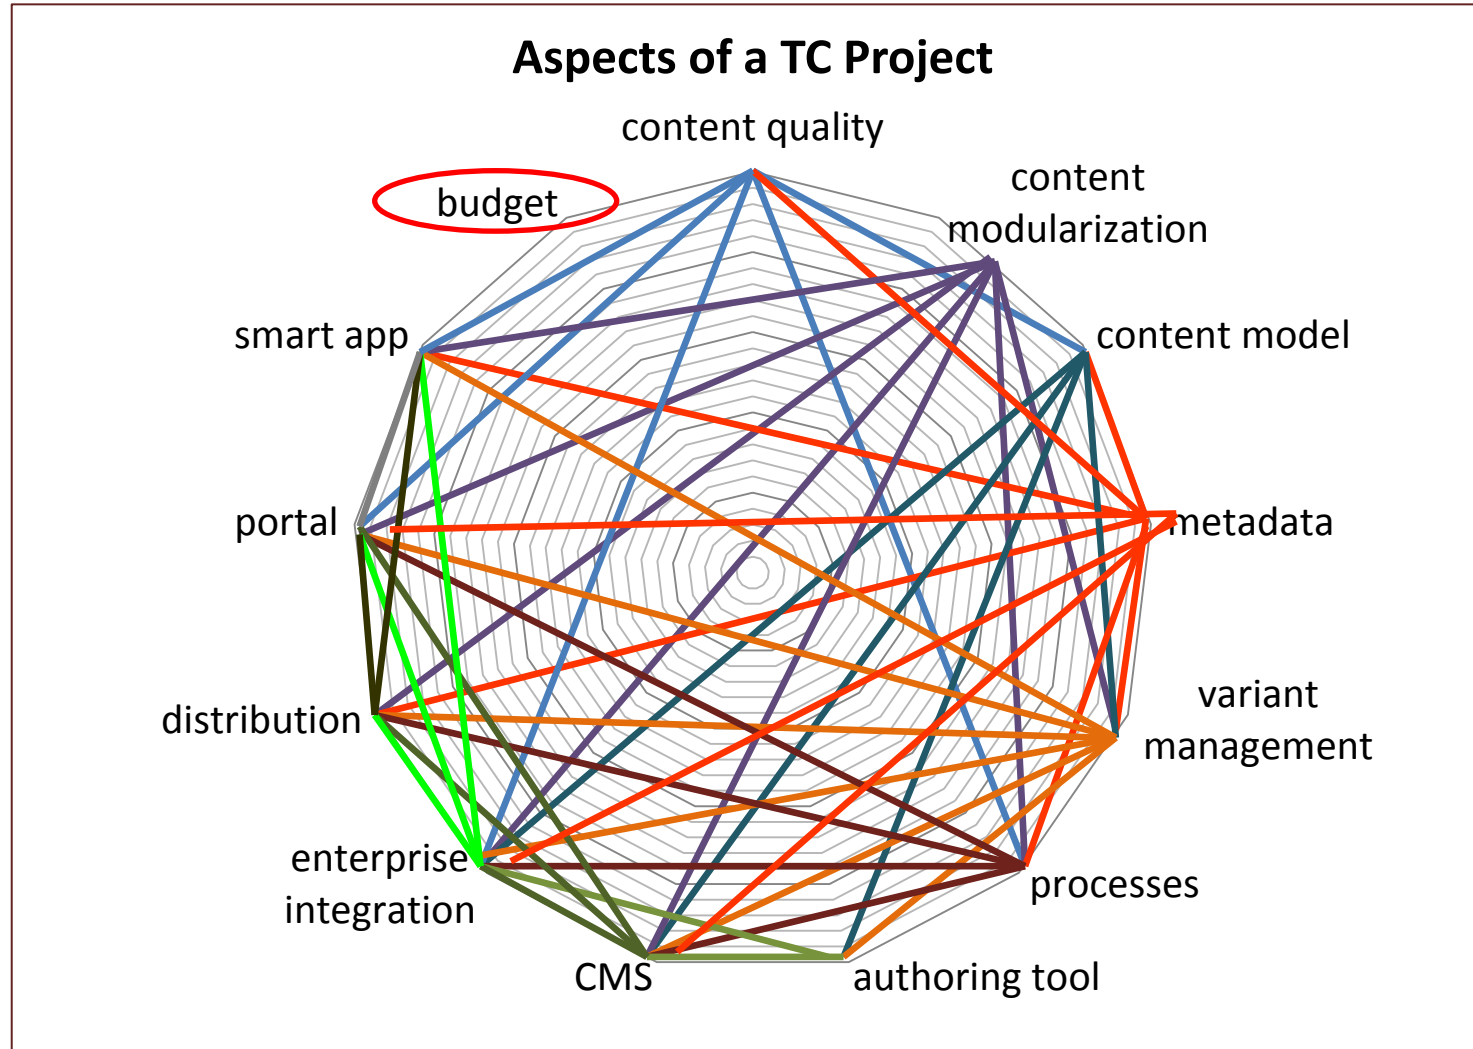 Aspects of a TC Project
content quality
content
modularization
budget
smart app
content model
portal
metadata
variant
management
distribution
enterprise
integration
processes
CMS
authoring tool